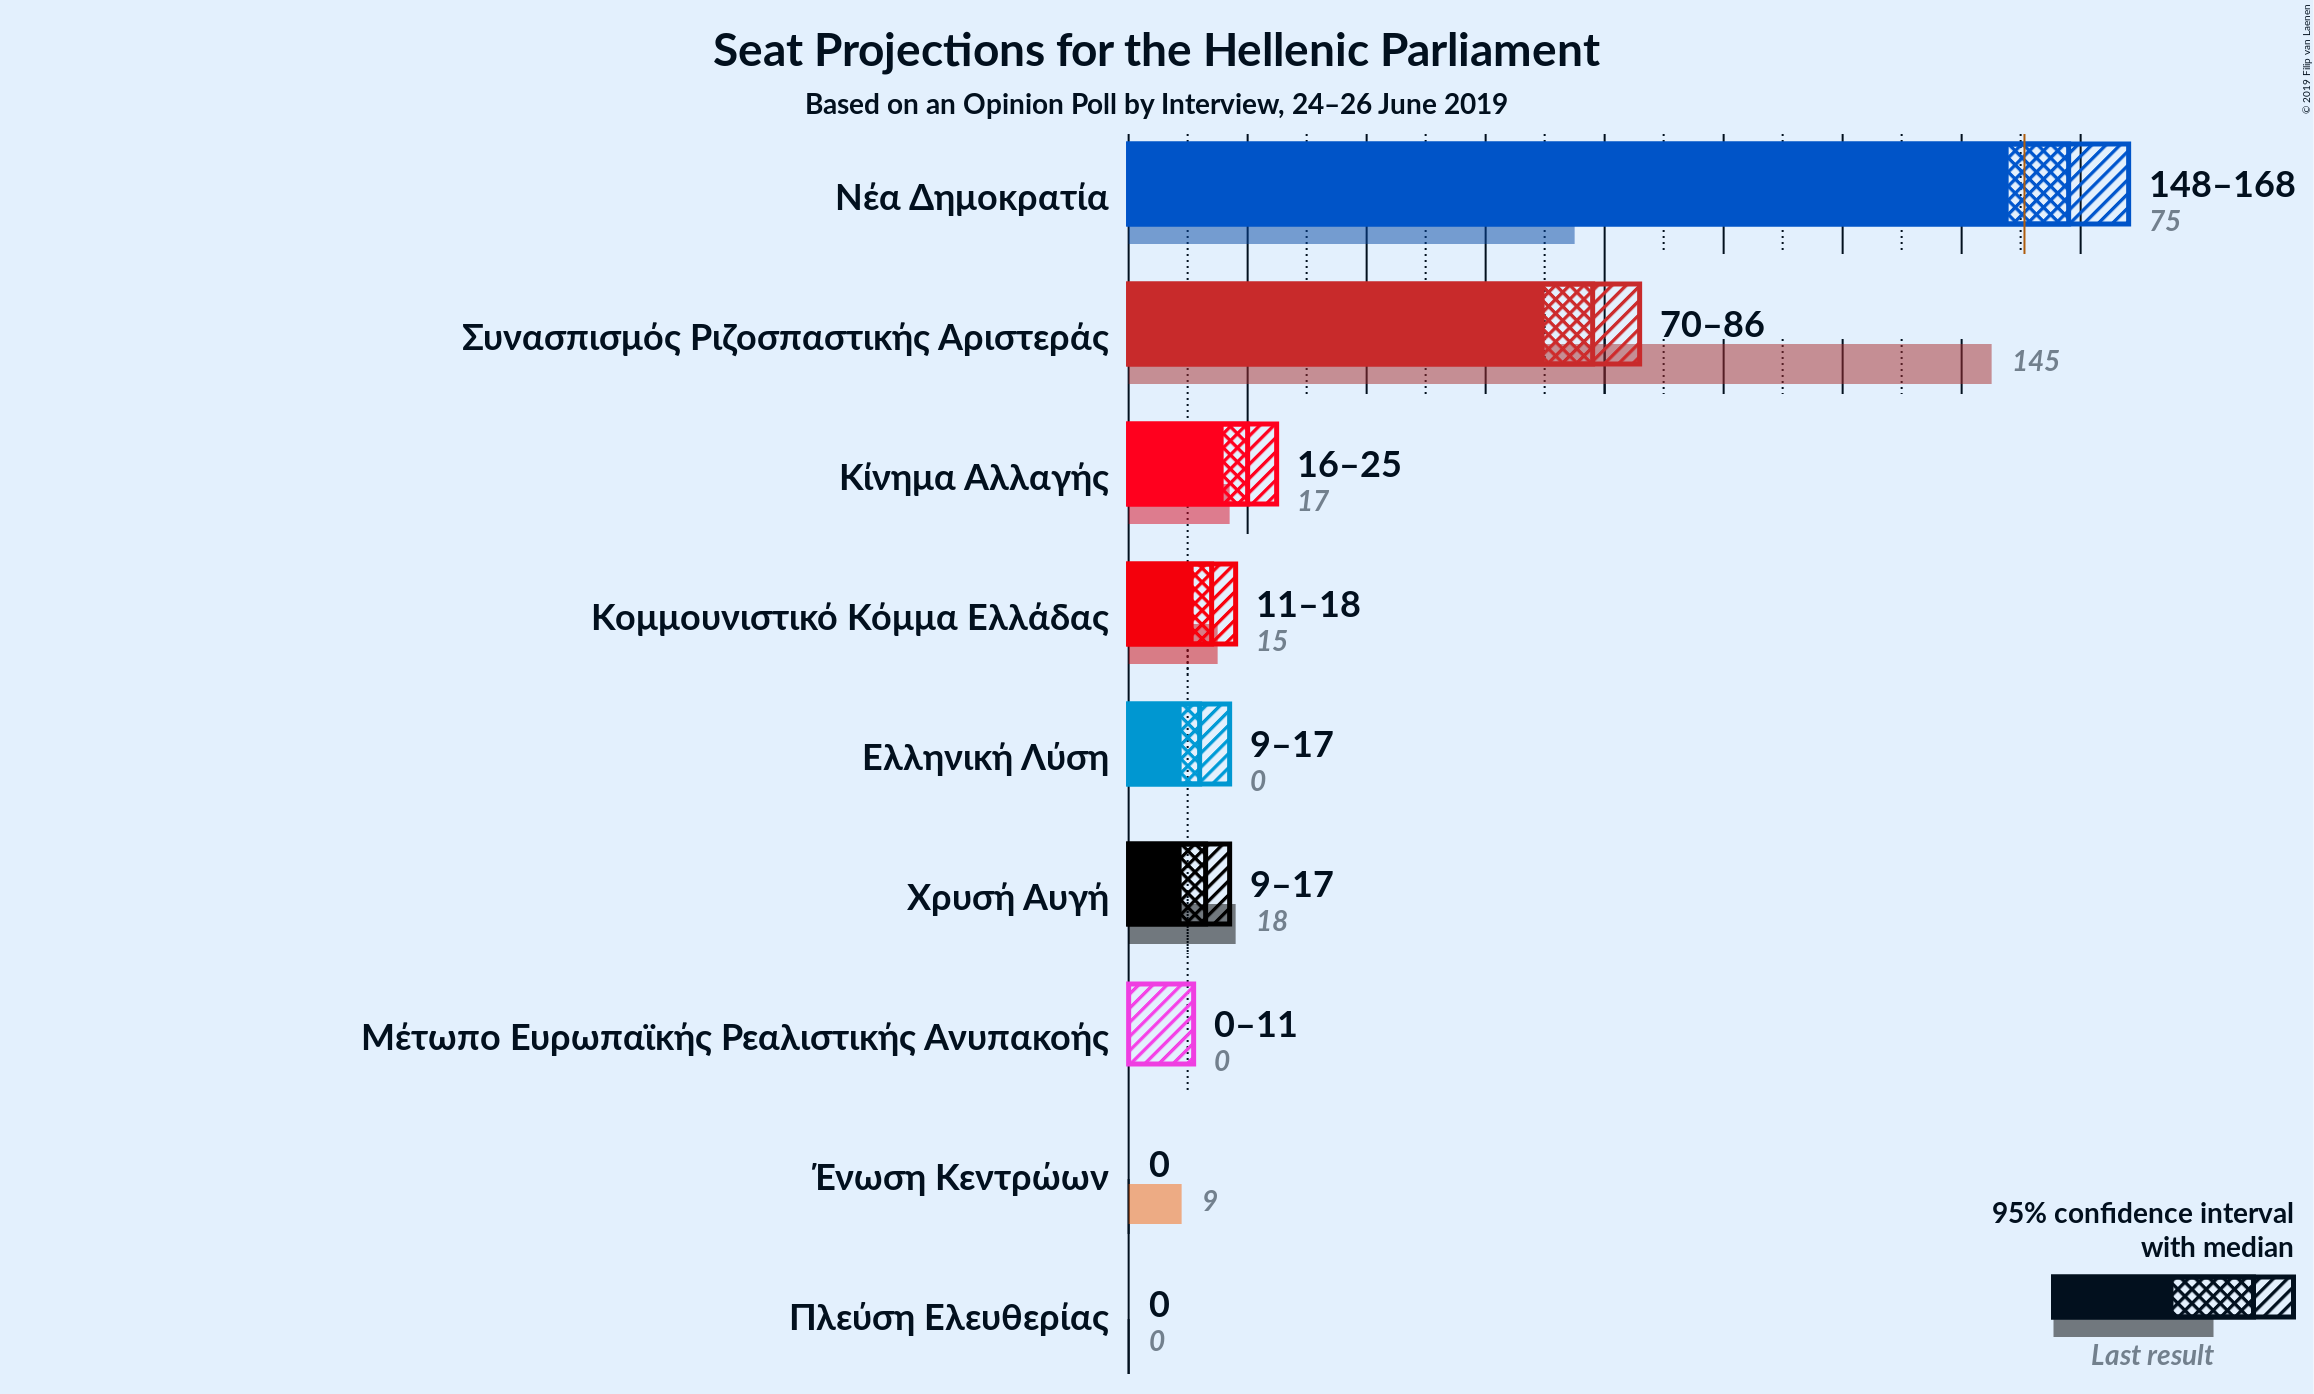 Seat Projections for the Hellenic Parliament
Based on an Opinion Poll by Interview, 24–26 June 2019
© 2019 Filip van Laenen
Νέα Δημοκρατία
148–168
75
Συνασπισμός Ριζοσπαστικής Αριστεράς
70–86
145
Κίνημα Αλλαγής
16–25
17
Κομμουνιστικό Κόμμα Ελλάδας
11–18
15
Ελληνική Λύση
9–17
0
Χρυσή Αυγή
9–17
18
Μέτωπο Ευρωπαϊκής Ρεαλιστικής Ανυπακοής
0–11
0
Ένωση Κεντρώων
0
9
Πλεύση Ελευθερίας
0
0
95% confidence interval
with median
Last result